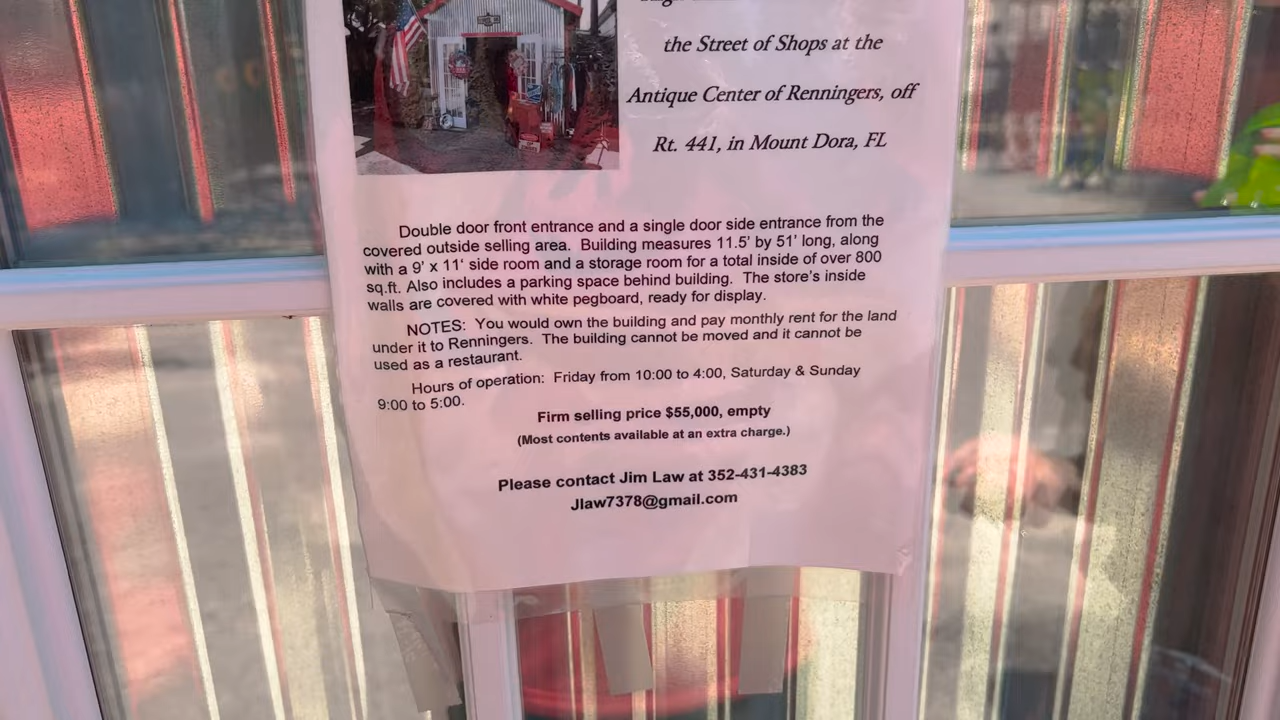 the Street of Shops at the
Antique Center of Renningers, off
Rt. 441, in Mount Dora, FL
Double door front entrance and a single door side entrance from the
covered outside selling area. Building measures 11.5' by 51' long, along
with a 9' x 11' side room and a storage room for a total inside of over 800
sq.ft. Also includes a parking space behind building. The store's inside
walls are covered with white pegboard, ready for display.
NOTES: You would own the building and pay monthly rent for the land
under it to Renningers. The building cannot be moved and it cannot be
used as a restaurant.
Hours of operation: Friday from 10:00 to 4:00, Saturday & Sunday
9:00 to 5:00.
Firm selling price $55,000, empty
(Most contents available at an extra charge.)
Please contact Jim Law at 352-431-4383
Jlaw7378@gmail.com